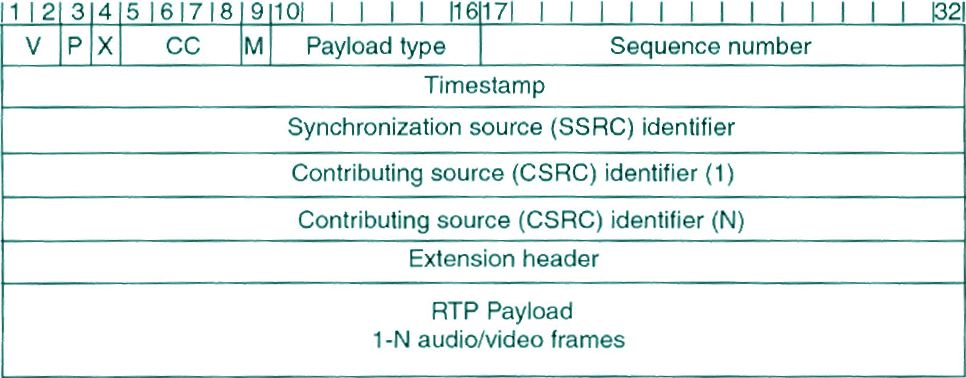 1 2 3 4 5 6 7 8 9 10 16 17 32
V P X CC M Payload type Sequence number
Timestamp
Synchronization source (SSRC) identifier
Contributing source (CSRC) identifier (1)
Contributing source (CSRC) identifier (N)
Extension header
RTP Payload
1-N audio/video frames